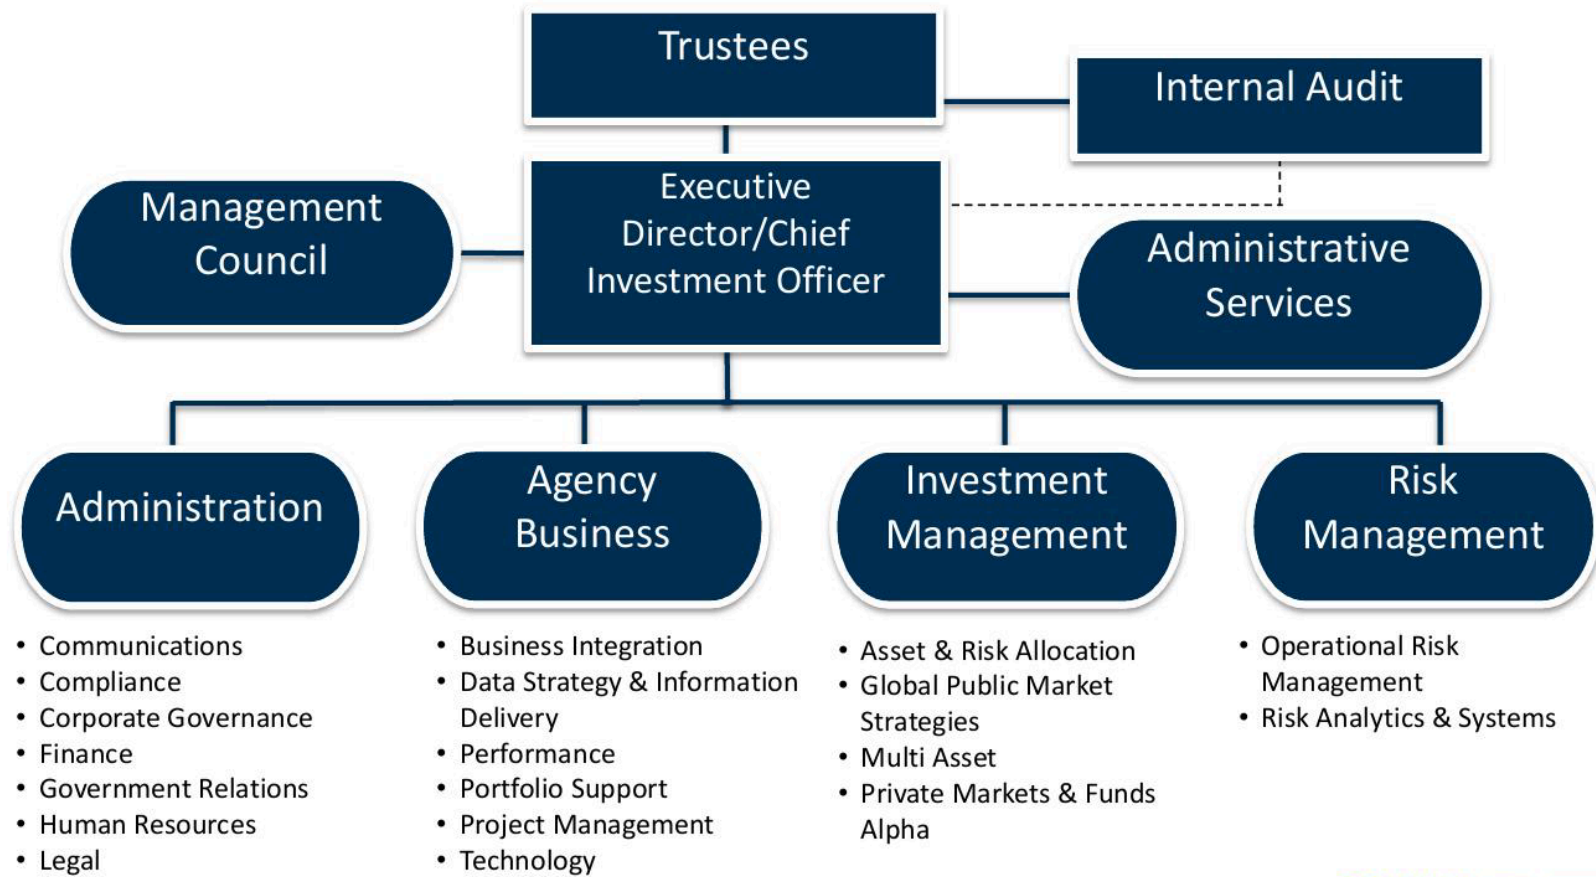 Trustees
Internal Audit
Management
Council
Executive
Director/Chief
Investment Officer
Administrative
Services
Administration
Agency
Business
Investment
Management
Risk
Management
• Communications
• Compliance
• Corporate Governance
• Finance
• Government Relations
• Human Resources
• Legal
• Business Integration
• Data Strategy & Information
Delivery
• Performance
• Portfolio Support
• Project Management
• Technology
• Asset & Risk Allocation
• Global Public Market
Strategies
• Multi Asset
• Private Markets & Funds
Alpha
• Operational Risk
Management
• Risk Analytics & Systems